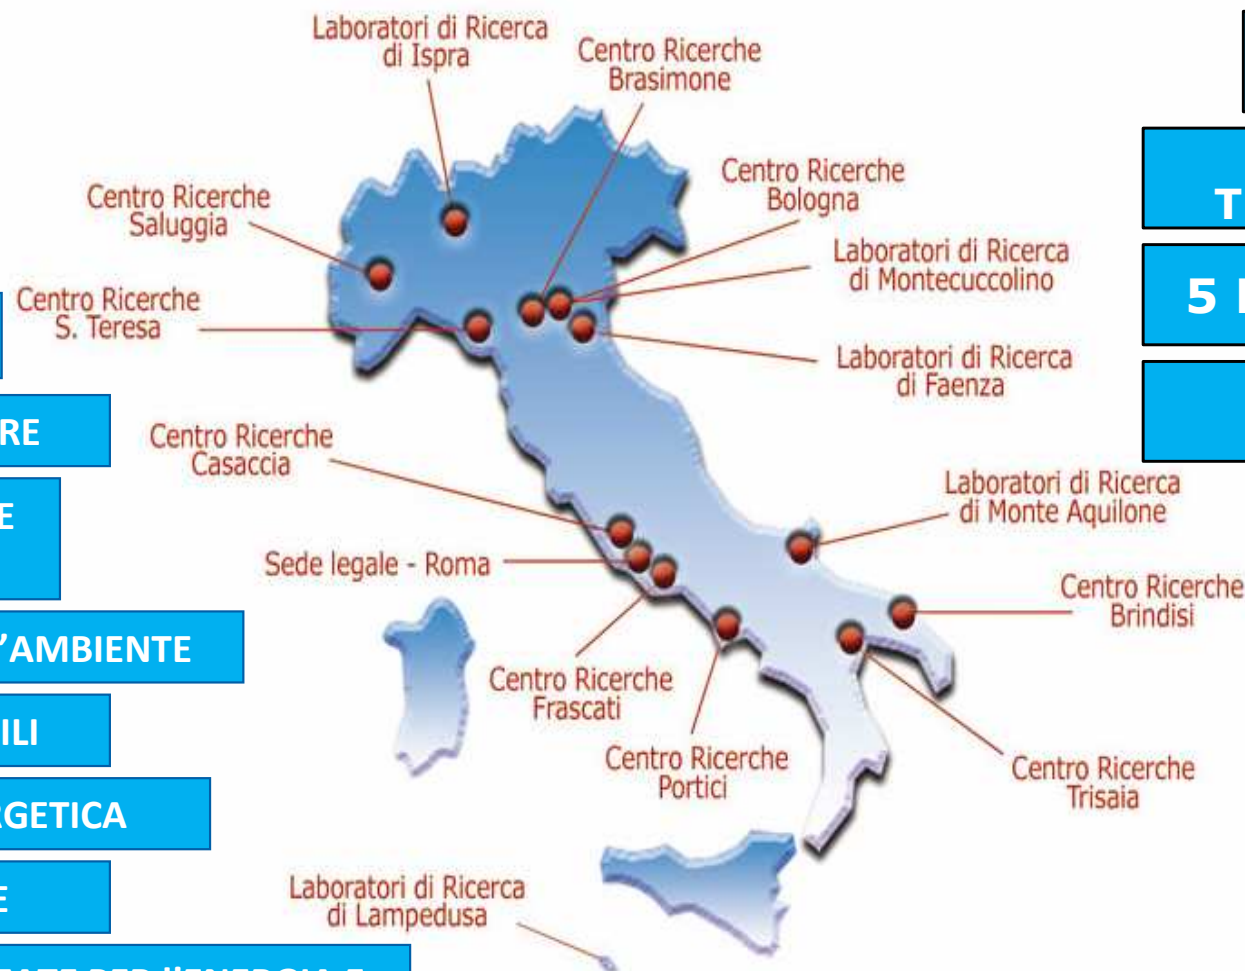 Laboratori di Ricerca
di Ispra
Centro Ricerche
Brasimone
Centro Ricerche
Bologna
Centro Ricerche
Saluggia
Laboratori di Ricerca
di Montecuccolino
Centro Ricerche
S. Teresa
Laboratori di Ricerca
di Faenza
Centro Ricerche
Casaccia
Laboratori di Ricerca
di Monte Aquilone
Sede legale - Roma
Centro Ricerche
Brindisi
Centro Ricerche
Frascati
Centro Ricerche
Portici
Centro Ricerche
Trisaia
Laboratori di Ricerca
di Lampedusa
T
5
RE
E
'AMBIENTE
ILI
RGETICA
E